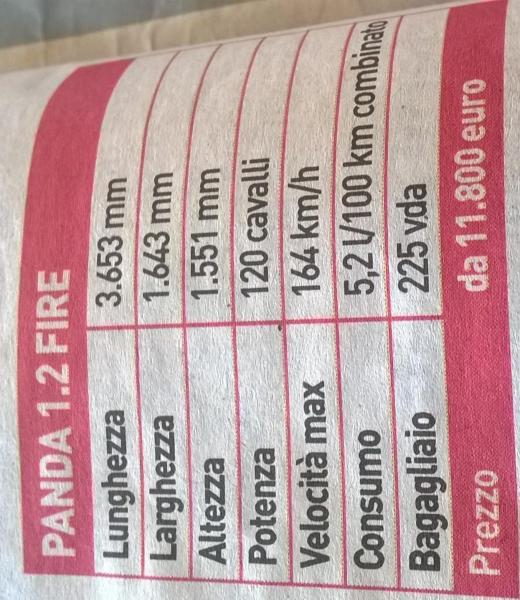 PANDA 1.2 FIRE
Lunghezza 3.653 mm
Larghezza 1.643 mm
Altezza 1.551 mm
Potenza 120 cavalli
Velocità max 164 km/h
Consumo 5,2 l/100 km combinato
Bagagliaio 225 vda
Prezzo da 11.800 euro